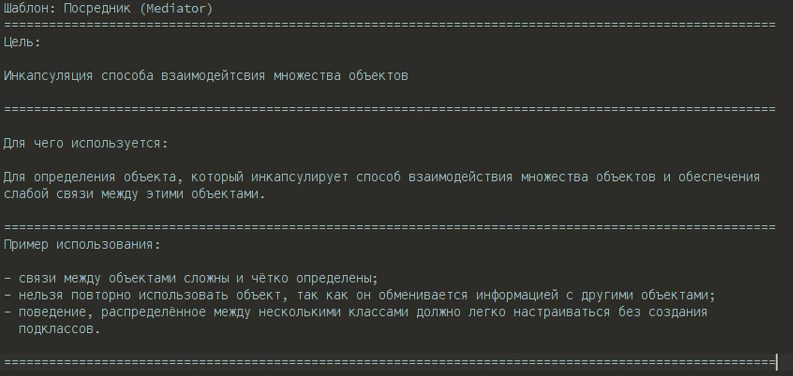 Шаблон: Посредник (Mediator)
=======================================================================================================
Цель:
Инкапсуляция способа взаимодейтсвия множества объектов
=======================================================================================================
Для чего используется:
Для определения объекта, который инкапсулирует способ взаимодействия множества объектов и обеспечения
слабой связи между этими объектами.
=======================================================================================================
Пример использования:
- связи между объектами сложны и чётко определены;
- нельзя повторно использовать объект, так как он обменивается информацией с другими объектами;
- поведение, распределённое между несколькими классами должно легко настраиваться без создания
подклассов.
=======================================================================================================